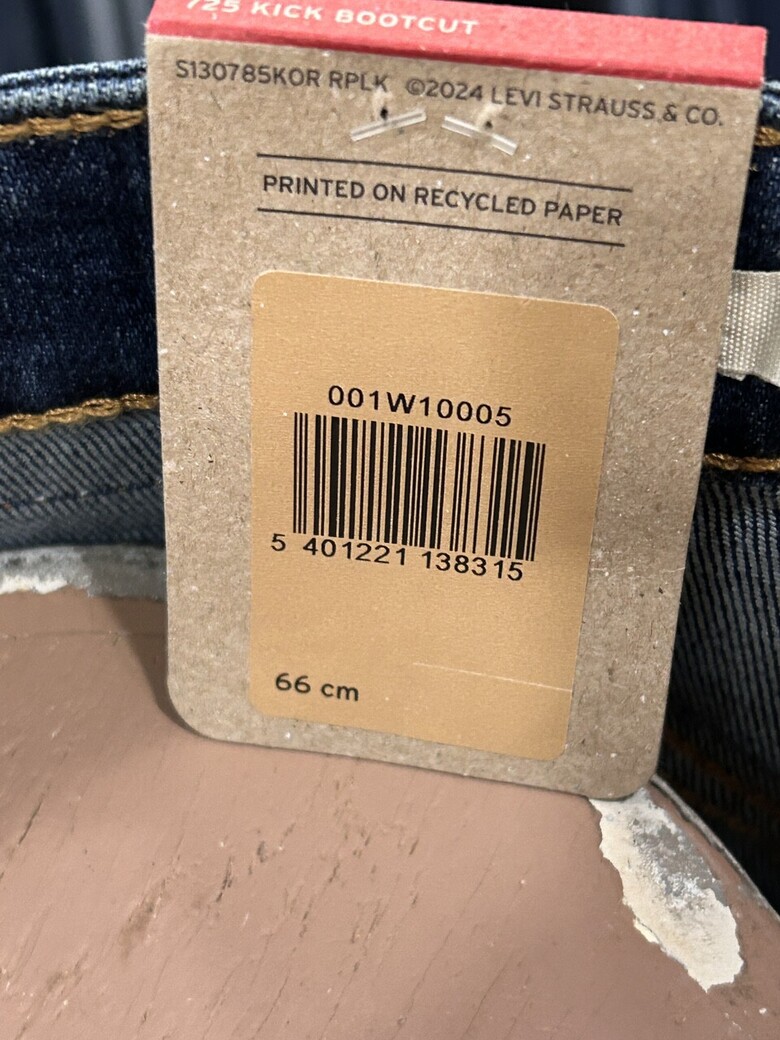 725 KICK BOOTCUT
S130785KOR RPLK ©2024 LEVI STRAUSS & CO.
PRINTED ON RECYCLED PAPER
001W10005
5 401221 138315
66 cm